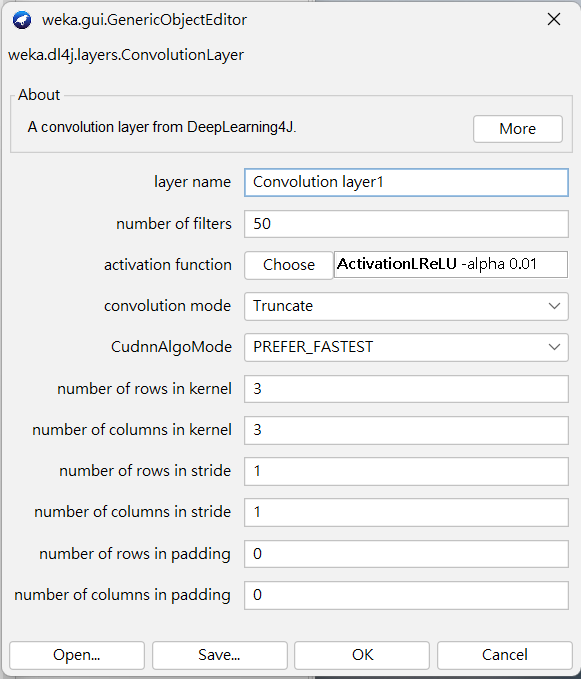 weka.gui.GenericObjectEditor
weka.dl4j.layers.ConvolutionLayer
About
A convolution layer from DeepLearning4J.
More
layer name Convolution layer1
number of filters 50
activation function Choose ActivationLReLU -alpha 0.01
convolution mode Truncate
CudnnAlgoMode PREFER_FASTEST
number of rows in kernel 3
number of columns in kernel 3
number of rows in stride 1
number of columns in stride 1
number of rows in padding 0
number of columns in padding 0
Open... Save... OK Cancel